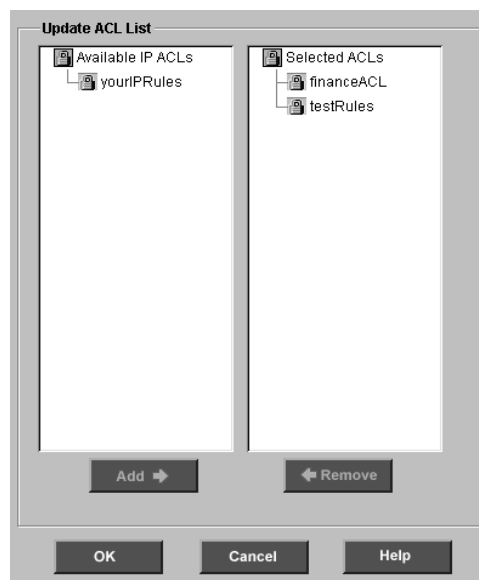 Update ACL List
Available IP ACLs
yourIPRules
Selected ACLs
financeACL
testRules
Add
Remove
OK
Cancel
Help